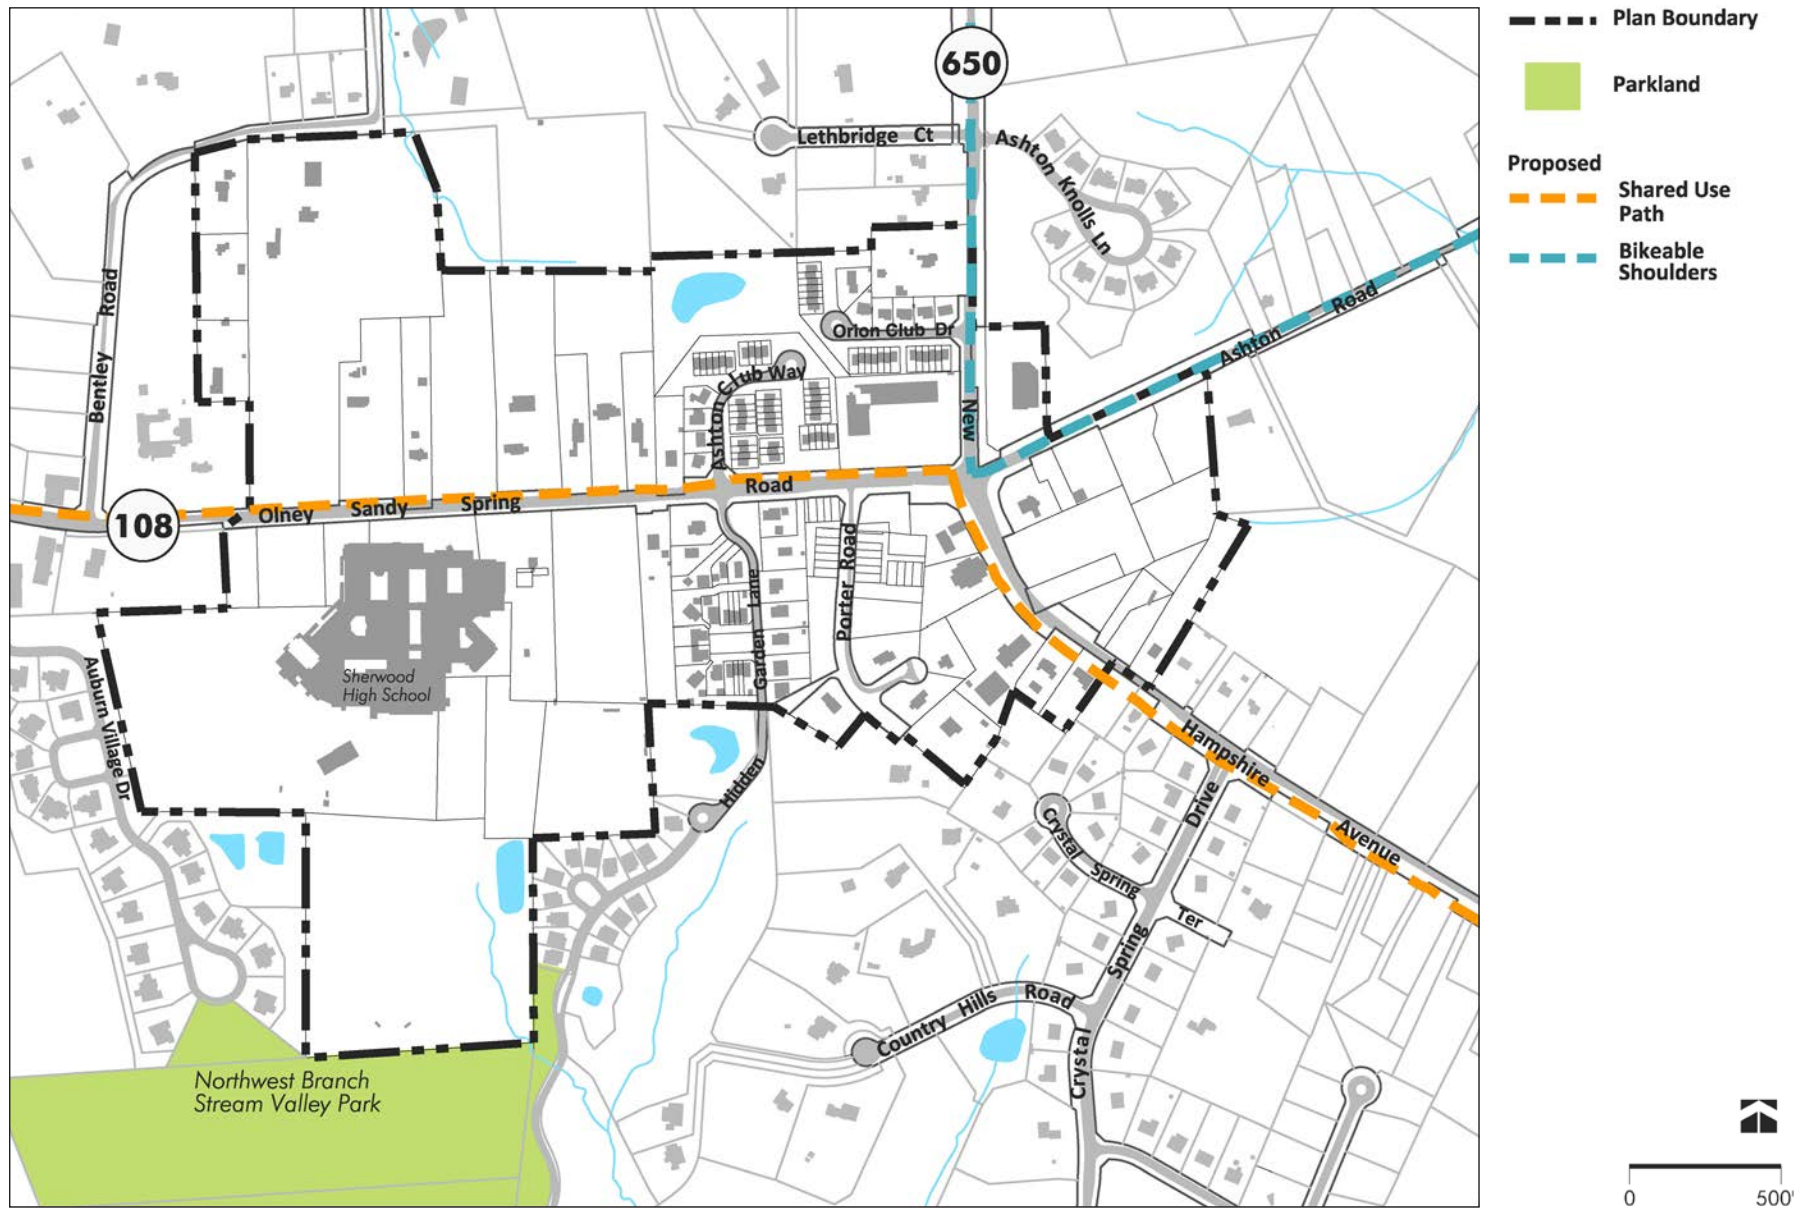 650
Lethbridge Ct
Ashton Knolls Ln
Bentley Road
Orion Club Dr
Ashton Club Way
Ashton Road
New
108
Olney Sandy Spring Road
Porter Road
Hidden Garden Lane
Sherwood
High School
Auburn Village Dr
Hampshire
Avenue
Crystal Spring Ter
Crystal Spring Drive
Country Hills Road
Northwest Branch
Stream Valley Park
Plan Boundary
Parkland
Proposed
Shared Use
Path
Bikeable
Shoulders
0 500'